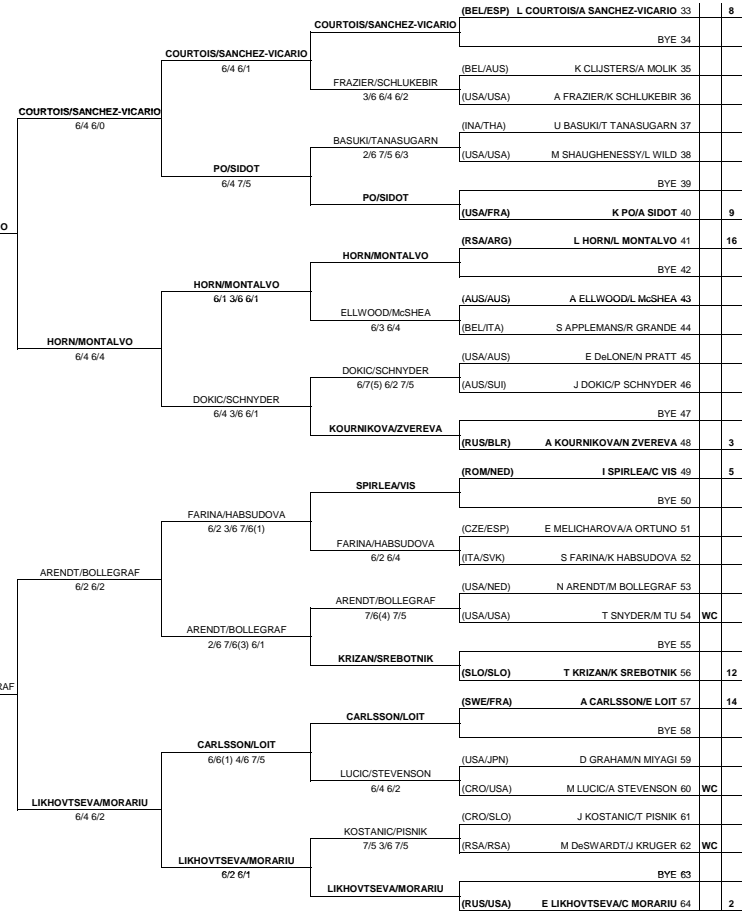 (BEL/ESP) L COURTOIS/A SANCHEZ-VICARIO 33 8
COURTOIS/SANCHEZ-VICARIO
BYE 34
COURTOIS/SANCHEZ-VICARIO
6/4 6/1
(BEL/AUS) K CLIJSTERS/A MOLIK 35
FRAZIER/SCHLUKEBIR
3/6 6/4 6/2
(USA/USA) A FRAZIER/K SCHLUKEBIR 36
COURTOIS/SANCHEZ-VICARIO
6/4 6/0
(INA/THA) U BASUKI/T TANASUGARN 37
BASUKI/TANASUGARN
2/6 7/5 6/3
(USA/USA) M SHAUGHENESSY/L WILD 38
PO/SIDOT
6/4 7/5
BYE 39
PO/SIDOT
(USA/FRA) K PO/A SIDOT 40 9
O
(RSA/ARG) L HORN/L MONTALVO 41 16
HORN/MONTALVO
BYE 42
HORN/MONTALVO
6/1 3/6 6/1
(AUS/AUS) A ELLWOOD/L McSHEA 43
ELLWOOD/McSHEA
6/3 6/4
(BEL/ITA) S APPLEMANS/R GRANDE 44
HORN/MONTALVO
6/4 6/4
(USA/AUS) E DeLONE/N PRATT 45
DOKIC/SCHNYDER
6/7(5) 6/2 7/5
(AUS/SUI) J DOKIC/P SCHNYDER 46
DOKIC/SCHNYDER
6/4 3/6 6/1
BYE 47
KOURNIKOVA/ZVEREVA
(RUS/BLR) A KOURNIKOVA/N ZVEREVA 48 3
(ROM/NED) I SPIRLEA/C VIS 49 5
SPIRLEA/VIS
BYE 50
FARINA/HABSUDOVA
6/2 3/6 7/6(1)
(CZE/ESP) E MELICHAROVA/A ORTUNO 51
FARINA/HABSUDOVA
6/2 6/4
(ITA/SVK) S FARINA/K HABSUDOVA 52
ARENDT/BOLLEGRAF
6/2 6/2
(USA/NED) N ARENDT/M BOLLEGRAF 53
ARENDT/BOLLEGRAF
7/6(4) 7/5
(USA/USA) T SNYDER/M TU 54 WC
ARENDT/BOLLEGRAF
2/6 7/6(3) 6/1
BYE 55
KRIZAN/SREBOTNIK
(SLO/SLO) T KRIZAN/K SREBOTNIK 56 12
RAF
(SWE/FRA) A CARLSSON/E LOIT 57 14
CARLSSON/LOIT
BYE 58
CARLSSON/LOIT
6/6(1) 4/6 7/5
(USA/JPN) D GRAHAM/N MIYAGI 59
LUCIC/STEVENSON
6/4 6/2
(CRO/USA) M LUCIC/A STEVENSON 60 WC
LIKHOVTSEVA/MORARIU
6/4 6/2
(CRO/SLO) J KOSTANIC/T PISNIK 61
KOSTANIC/PISNIK
7/5 3/6 7/5
(RSA/RSA) M DeSWARDT/J KRUGER 62 WC
LIKHOVTSEVA/MORARIU
6/2 6/1
BYE 63
LIKHOVTSEVA/MORARIU
(RUS/USA) E LIKHOVTSEVA/C MORARIU 64 2